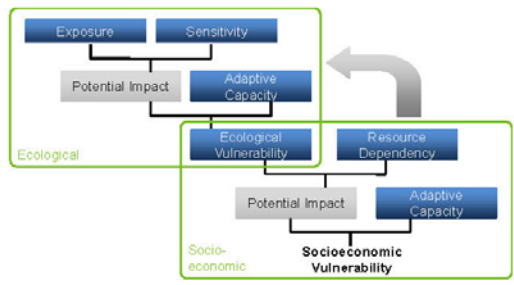 Exposure
Sensitivity
Potential Impact
Adaptive
Capacity
Ecological
Ecological
Vulnerability
Resource
Dependency
Potential Impact
Adaptive
Capacity
Socio-
economic
Socioeconomic
Vulnerability